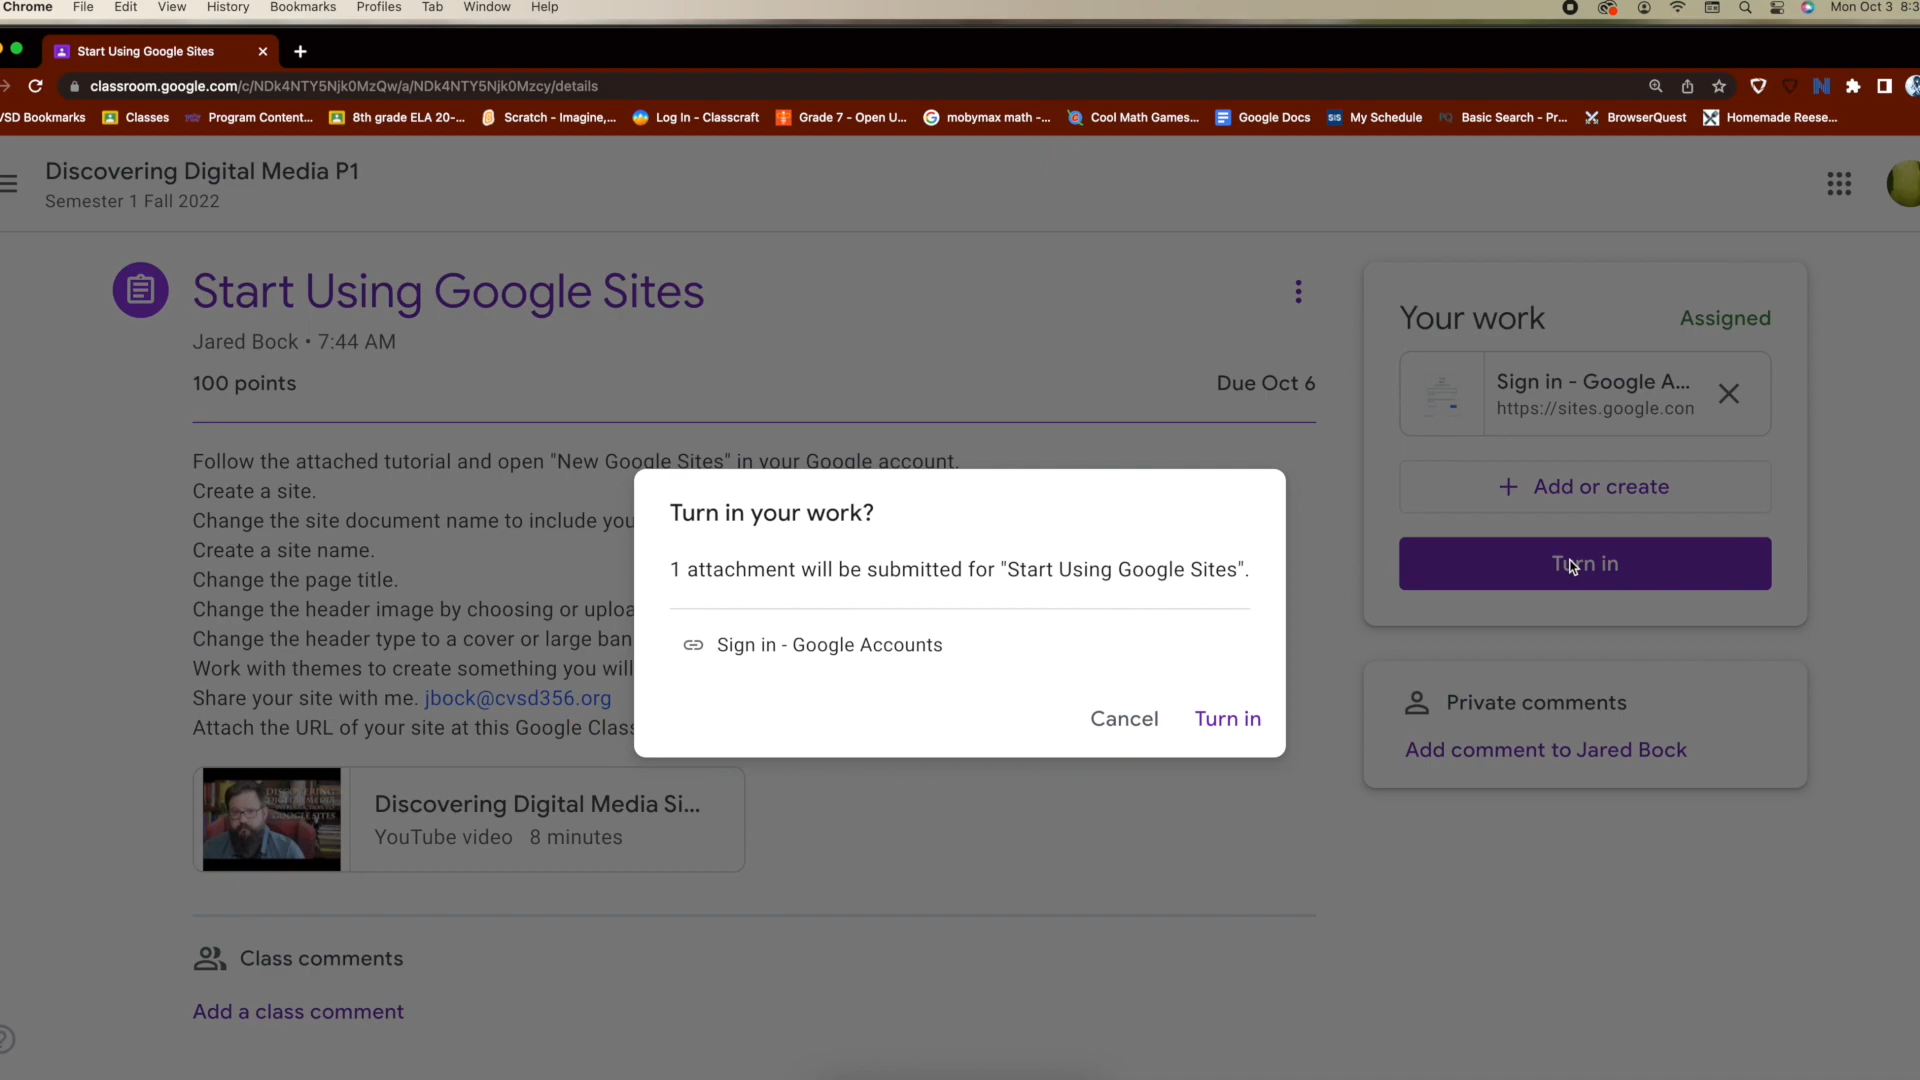 Chrome File Edit View History Bookmarks Profiles Tab Window Help Mon Oct 3 8:3
Start Using Google Sites
classroom.google.com/c/NDk4NTY5Njk0MzQw/a/NDk4NTY5Njk0Mzcy/details
VSD Bookmarks Classes Program Content... 8th grade ELA 20-... Scratch - Imagine,... Log In - Classcraft Grade 7 - Open U... mobymax math -... Cool Math Games... Google Docs SIS My Schedule Basic Search - Pr... BrowserQuest Homemade Reese...
Discovering Digital Media P1
Semester 1 Fall 2022
Start Using Google Sites
Jared Bock • 7:44 AM
100 points Due Oct 6
Follow the attached tutorial and open "New Google Sites" in your Google account.
Create a site.
Change the site document name to include you
Create a site name.
Change the page title.
Change the header image by choosing or uploa
Change the header type to a cover or large ban
Work with themes to create something you will
Share your site with me. jbock@cvsd356.org
Attach the URL of your site at this Google Clas
DISCOVERING
DIGITAL MEDIA
INTRODUCTION TO
GOOGLE SITES
Discovering Digital Media Si...
YouTube video 8 minutes
Class comments
Add a class comment
Turn in your work?
1 attachment will be submitted for "Start Using Google Sites".
Sign in - Google Accounts
Cancel Turn in
Your work Assigned
Sign in - Google A...
https://sites.google.con
+ Add or create
Turn in
Private comments
Add comment to Jared Bock